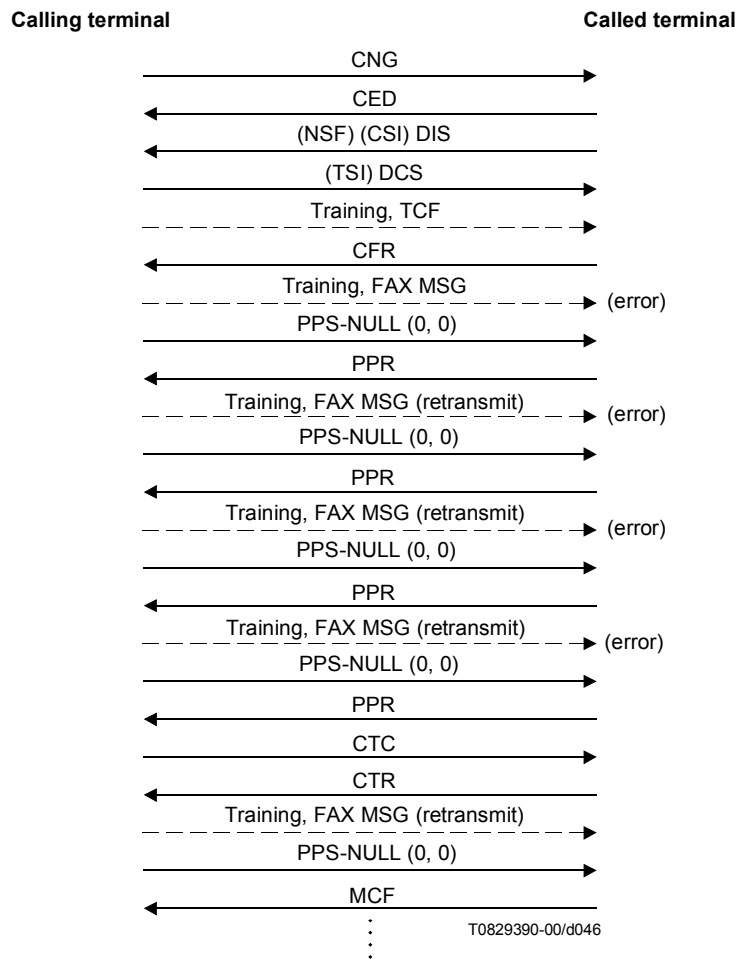 Calling terminal
Called terminal
CNG
CED
(NSF) (CSI) DIS
(TSI) DCS
Training, TCF
CFR
Training, FAX MSG
(error)
PPS-NULL (0, 0)
PPR
Training, FAX MSG (retransmit)
(error)
PPS-NULL (0, 0)
PPR
Training, FAX MSG (retransmit)
(error)
PPS-NULL (0, 0)
PPR
Training, FAX MSG (retransmit)
(error)
PPS-NULL (0, 0)
PPR
CTC
CTR
Training, FAX MSG (retransmit)
PPS-NULL (0, 0)
MCF
T0829390-00/d046